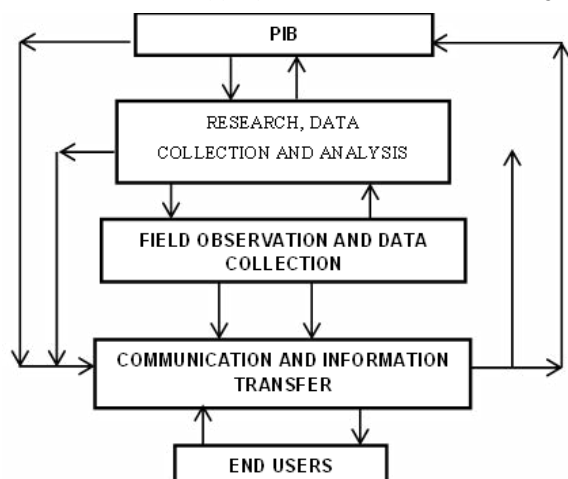 PIB
RESEARCH, DATA
COLLECTION AND ANALYSIS
FIELD OBSERVATION AND DATA
COLLECTION
COMMUNICATION AND INFORMATION
TRANSFER
END USERS